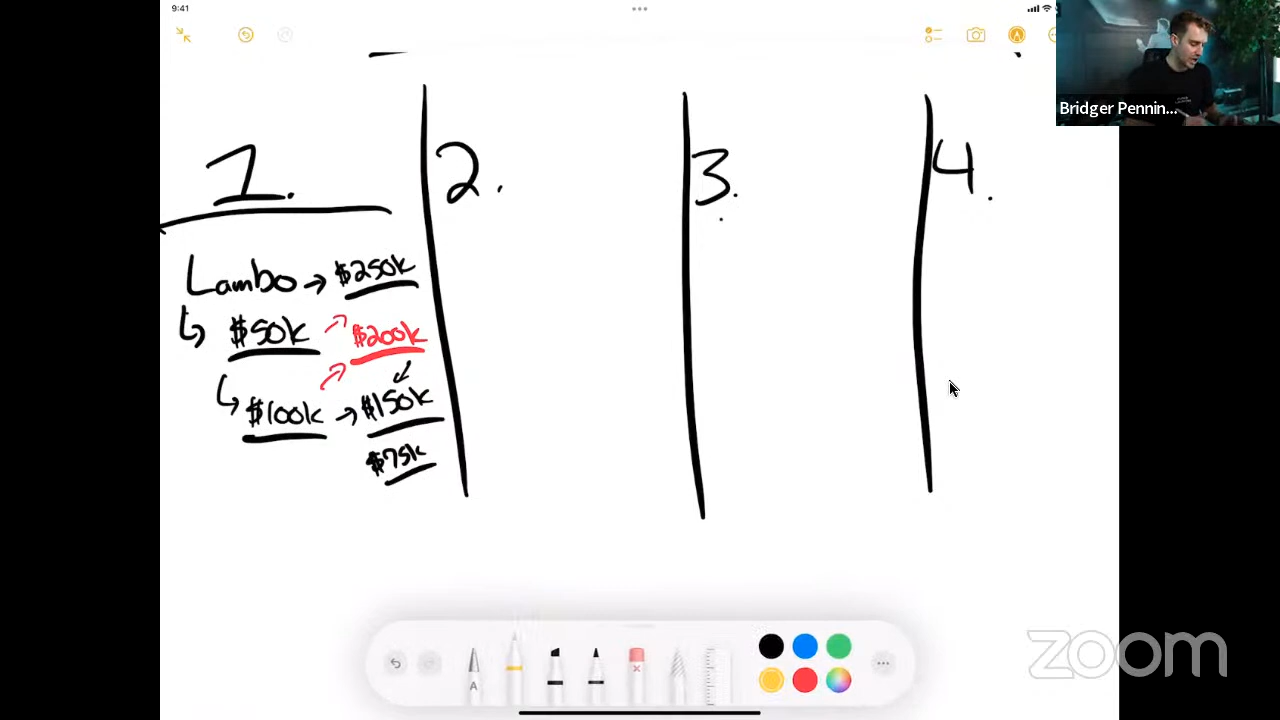 9:41
Bridger Pennin...
1.
2.
3.
4.
Lambo → $250k
$50k → $200k
$100k → $150k
$75k
A
zoom